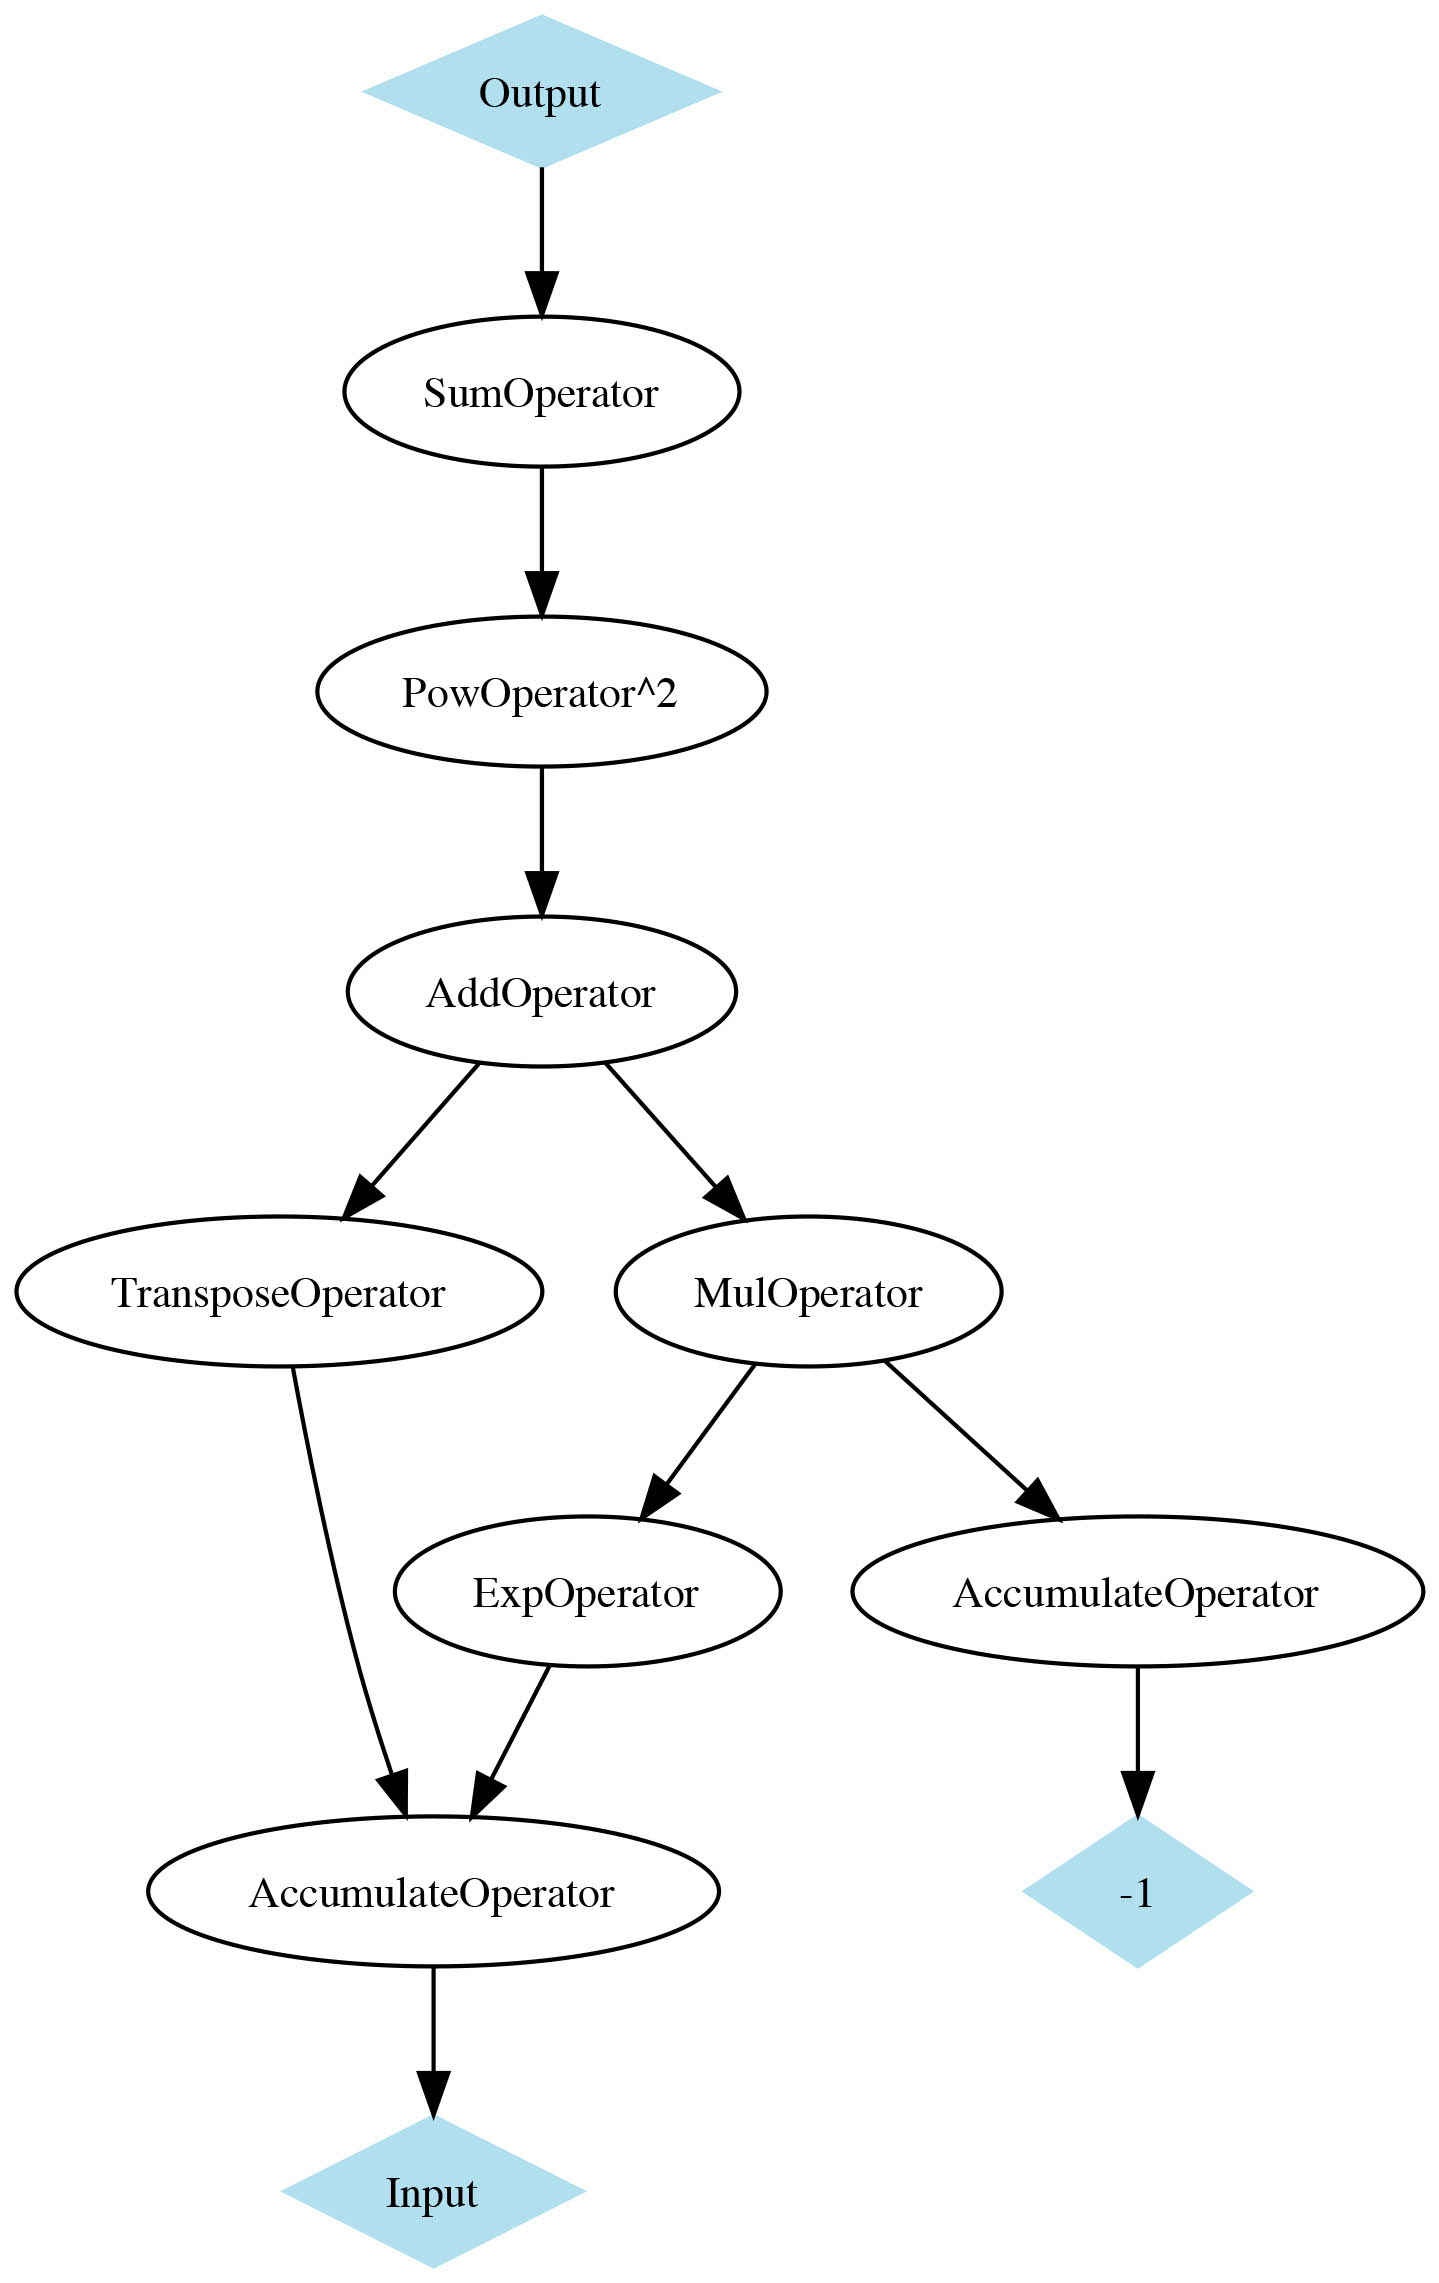 Output
SumOperator
PowOperator^2
AddOperator
TransposeOperator
MulOperator
ExpOperator
AccumulateOperator
AccumulateOperator
-1
Input